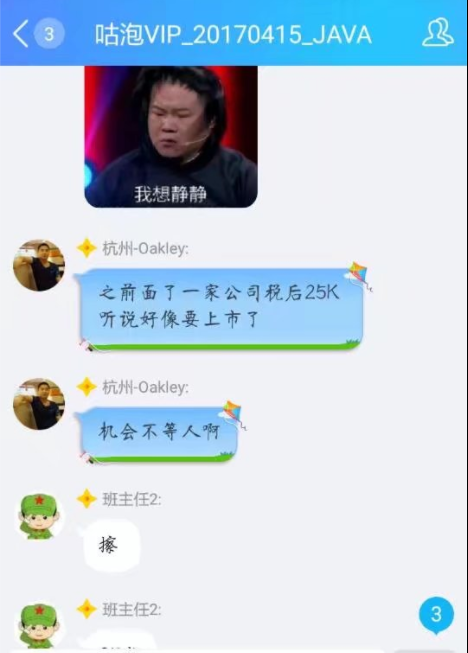 3
咕泡VIP_20170415_JAVA
我想静静
杭州-Oakley:
之前面了一家公司税后25K
听说好像要上市了
杭州-Oakley:
机会不等人啊
班主任2:
擦
班主任2:
3